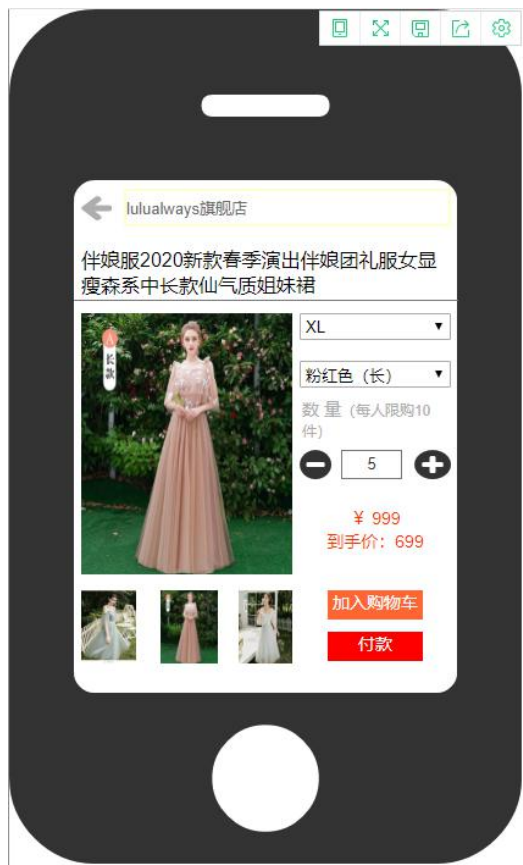 lulualways旗舰店
伴娘服2020新款春季演出伴娘团礼服女显
瘦森系中长款仙气质姐妹裙
A
长款
XL
粉红色（长）
数 量（每人限购10
件）
5
￥ 999
到手价：699
加入购物车
付款